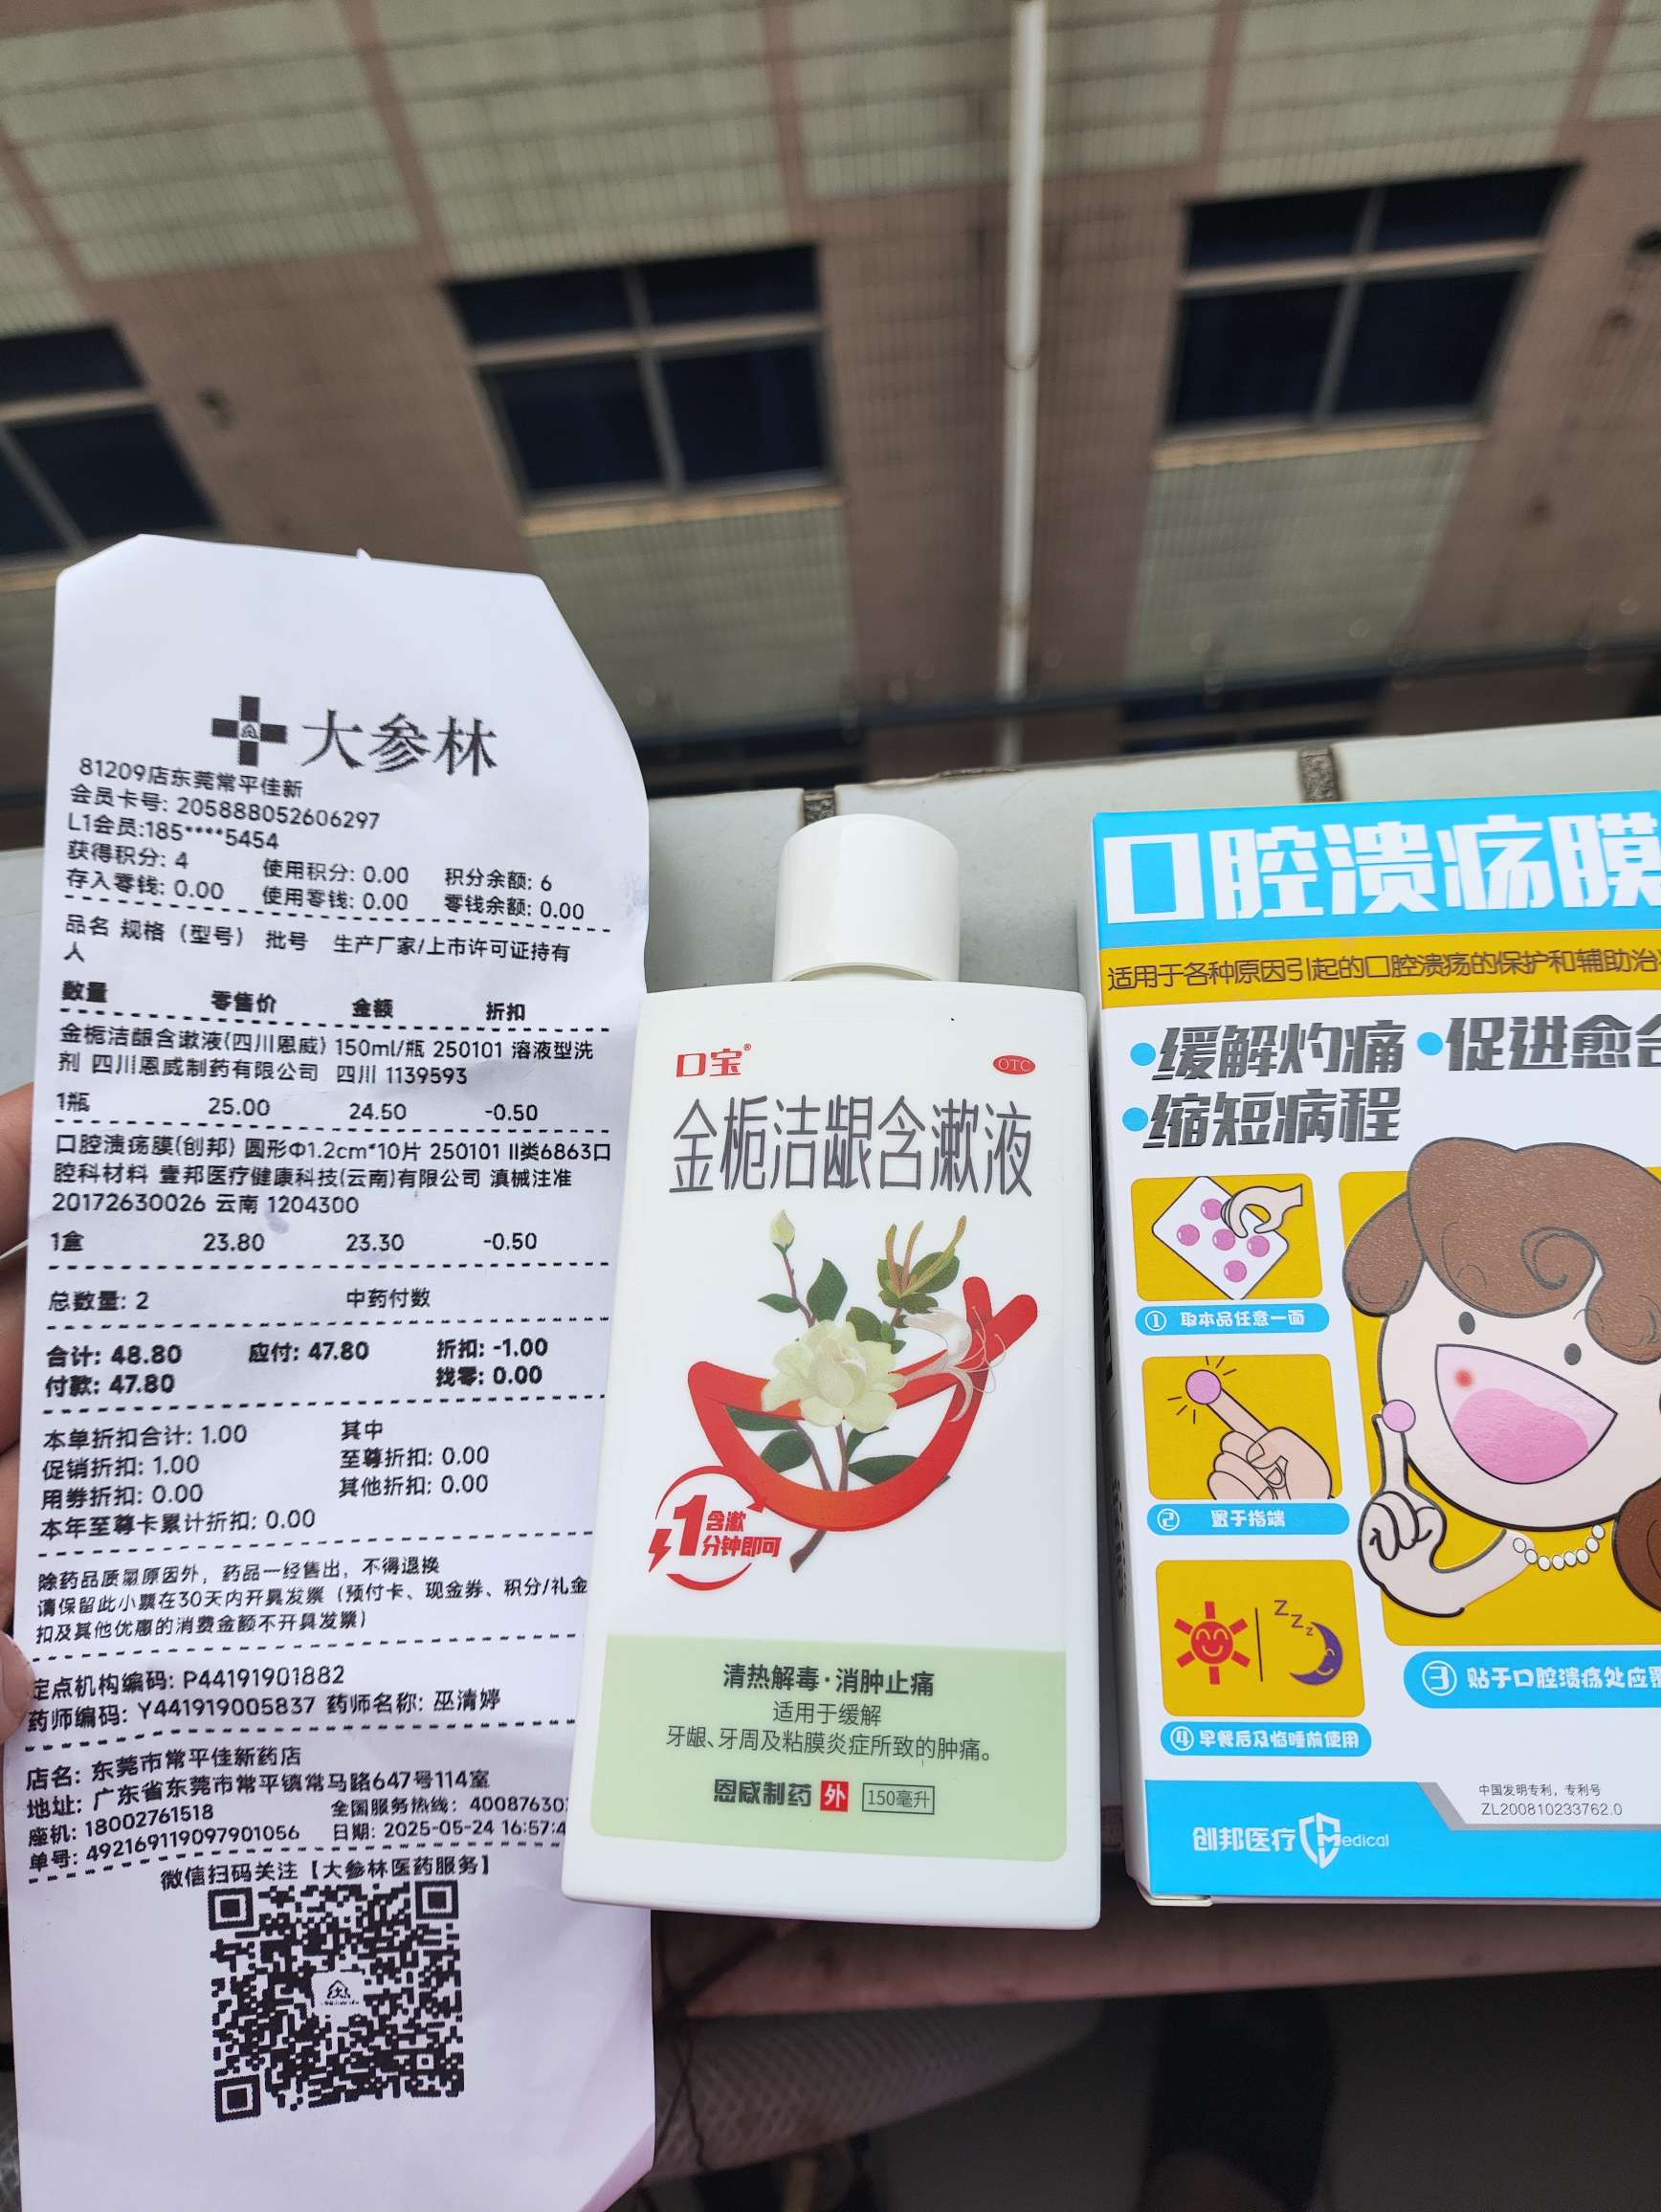 大参林
81209店东莞常平佳新
会员卡号: 205888052606297
L1会员:185****5454
获得积分: 4 使用积分: 0.00 积分余额: 6
存入零钱: 0.00 使用零钱: 0.00 零钱余额: 0.00
品名 规格（型号） 批号 生产厂家/上市许可证持有
人
数量 零售价 金额 折扣
金栀洁龈含漱液(四川恩威) 150ml/瓶 250101 溶液型洗
剂 四川恩威制药有限公司 四川 1139593
1瓶 25.00 24.50 -0.50
口腔溃疡膜(创邦) 圆形Φ1.2cm*10片 250101 II类6863口
腔科材料 壹邦医疗健康科技(云南)有限公司 滇械注准
20172630026 云南 1204300
1盒 23.80 23.30 -0.50
总数量: 2 中药付数
合计: 48.80 应付: 47.80 折扣: -1.00
付款: 47.80 找零: 0.00
本单折扣合计: 1.00 其中
促销折扣: 1.00 至尊折扣: 0.00
用券折扣: 0.00 其他折扣: 0.00
本年至尊卡累计折扣: 0.00
除药品质量原因外，药品一经售出，不得退换
请保留此小票在30天内开具发票（预付卡、现金券、积分/礼金
扣及其他优惠的消费金额不开具发票）
定点机构编码: P44191901882
药师编码: Y441919005837 药师名称: 巫清婷
店名: 东莞市常平佳新药店
地址: 广东省东莞市常平镇常马路647号114室
座机: 18002761518 全国服务热线: 40087630
单号: 492169119097901056 日期: 2025-05-24 16:57:4
微信扫码关注【大参林医药服务】
口宝®
OTC
金栀洁龈含漱液
1含漱
分钟即可
清热解毒·消肿止痛
适用于缓解
牙龈、牙周及粘膜炎症所致的肿痛。
恩威制药 外 150毫升
口腔溃疡膜
适用于各种原因引起的口腔溃疡的保护和辅助治
•缓解灼痛 •促进愈合
•缩短病程
① 取本品任意一面
② 置于指端
Z Z Z
③ 贴于口腔溃疡处应覆
④ 早餐后及临睡前使用
中国发明专利，专利号
ZL200810233762.0
创邦医疗 Medical